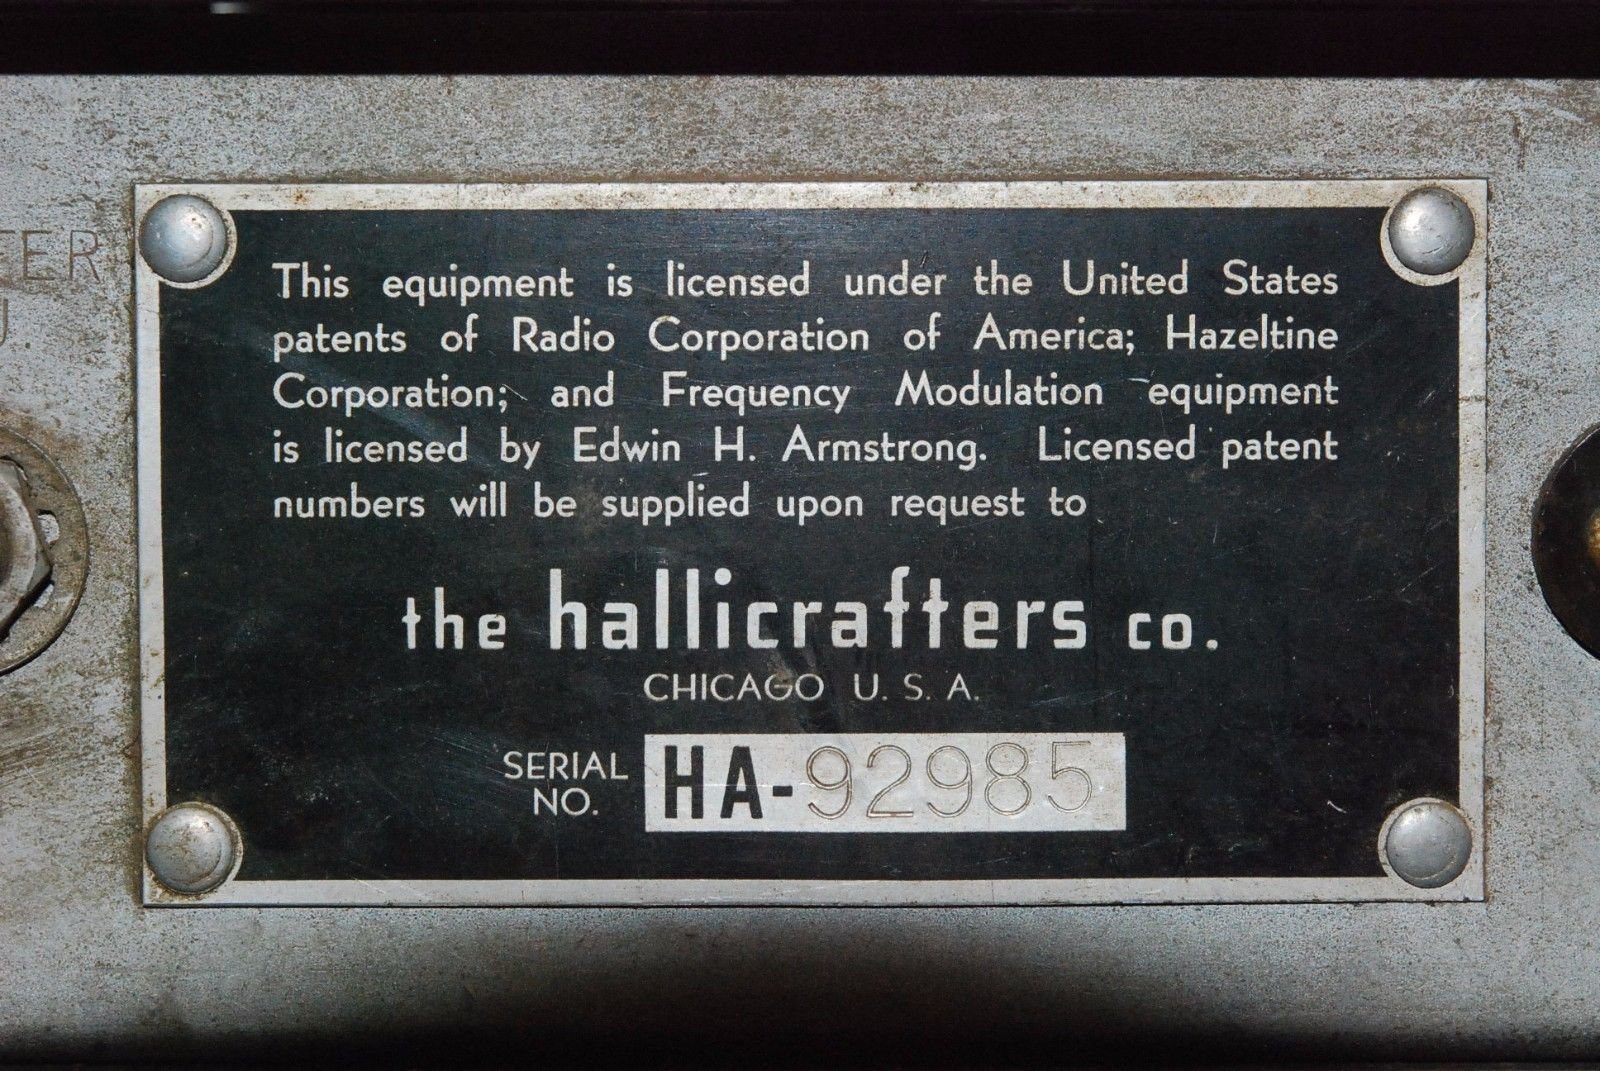 This equipment is licensed under the United States
patents of Radio Corporation of America; Hazeltine
Corporation; and Frequency Modulation equipment
is licensed by Edwin H. Armstrong. Licensed patent
numbers will be supplied upon request to
the hallicrafters co.
CHICAGO U. S. A.
SERIAL NO. HA-92985